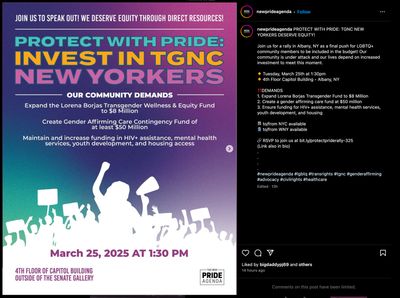 JOIN US TO SPEAK OUT! WE DESERVE EQUITY THROUGH DIRECT RESOURCES!
PROTECT WITH PRIDE:
INVEST IN TGNC
NEW YORKERS
OUR COMMUNITY DEMANDS
Expand the Lorena Borjas Transgender Wellness & Equity Fund
to $8 Million
Create Gender Affirming Care Contingency Fund of
at least $50 Million
Maintain and increase funding in HIV+ assistance, mental health
services, youth development, and housing access
March 25, 2025 AT 1:30 PM
4TH FLOOR OF CAPITOL BUILDING
OUTSIDE OF THE SENATE GALLERY
THE NEW
PRIDE
AGENDA
newprideagenda • Follow
newprideagenda PROTECT WITH PRIDE: TGNC NEW
YORKERS DESERVE EQUITY!
Join us for a rally in Albany, NY as a final push for LGBTQ+
community members to be included in the budget! Our
community is under attack and our lives depend on increased
investment to meet this moment.
Tuesday, March 25th at 1:30pm
4th Floor Capitol Building - Albany, NY
DEMANDS
1. Expand Lorena Borjas Transgender Fund to $8 Million
2. Create a gender affirming care fund at $50 million
3. Ensure funding for HIV+ assistance, mental health services,
youth development, and housing.
to/from NYC available
to/from WNY available
RSVP to join us at bit.ly/protectpriderally-325
(Link also in bio)
.
.
.
#newprideagenda #lgbtq #transrights #tgnc #genderaffirming
#advocacy #civilrights #healthcare
Edited • 13h
Liked by bigdaddypj59 and others
14 hours ago
Comments on this post have been limited.